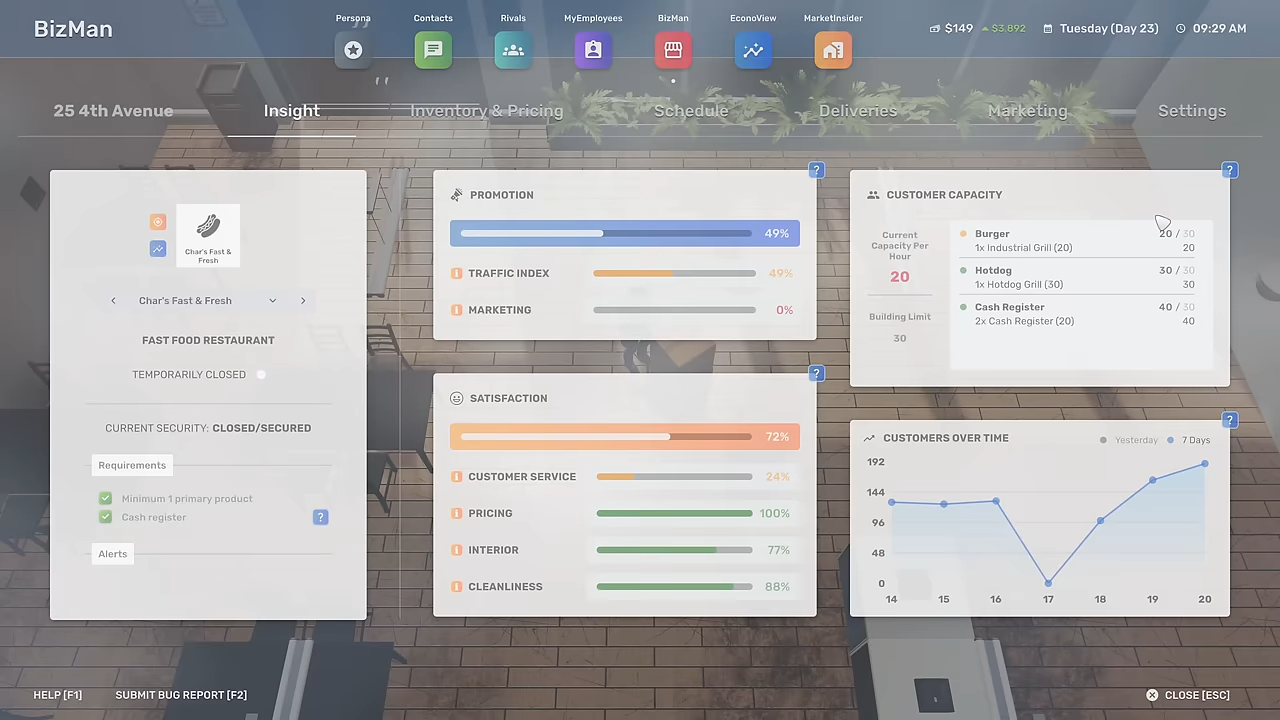 BizMan
Persona
Contacts
Rivals
MyEmployees
BizMan
EconoView
MarketInsider
$149
$3.892
Tuesday (Day 23)
09:29 AM
25 4th Avenue
Insight
Inventory & Pricing
Schedule
Deliveries
Marketing
Settings
Char's Fast &
Fresh
Char's Fast & Fresh
FAST FOOD RESTAURANT
TEMPORARILY CLOSED
CURRENT SECURITY: CLOSED/SECURED
Requirements
Minimum 1 primary product
Cash register
?
Alerts
?
PROMOTION
49%
TRAFFIC INDEX
49%
MARKETING
0%
?
SATISFACTION
72%
CUSTOMER SERVICE
24%
PRICING
100%
INTERIOR
77%
CLEANLINESS
88%
?
CUSTOMER CAPACITY
Current
Capacity Per
Hour
20
Building Limit
30
Burger
20 / 30
1x Industrial Grill (20)
20
Hotdog
30 / 30
1x Hotdog Grill (30)
30
Cash Register
40 / 30
2x Cash Register (20)
40
?
CUSTOMERS OVER TIME
Yesterday
7 Days
192
144
96
48
0
14 15 16 17 18 19 20
HELP [F1]
SUBMIT BUG REPORT [F2]
CLOSE [ESC]